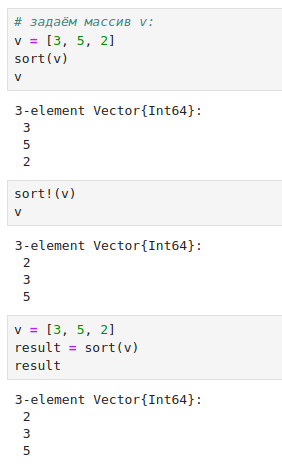 # задаём массив v:
v = [3, 5, 2]
sort(v)
v
3-element Vector{Int64}:
3
5
2
sort!(v)
v
3-element Vector{Int64}:
2
3
5
v = [3, 5, 2]
result = sort(v)
result
3-element Vector{Int64}:
2
3
5